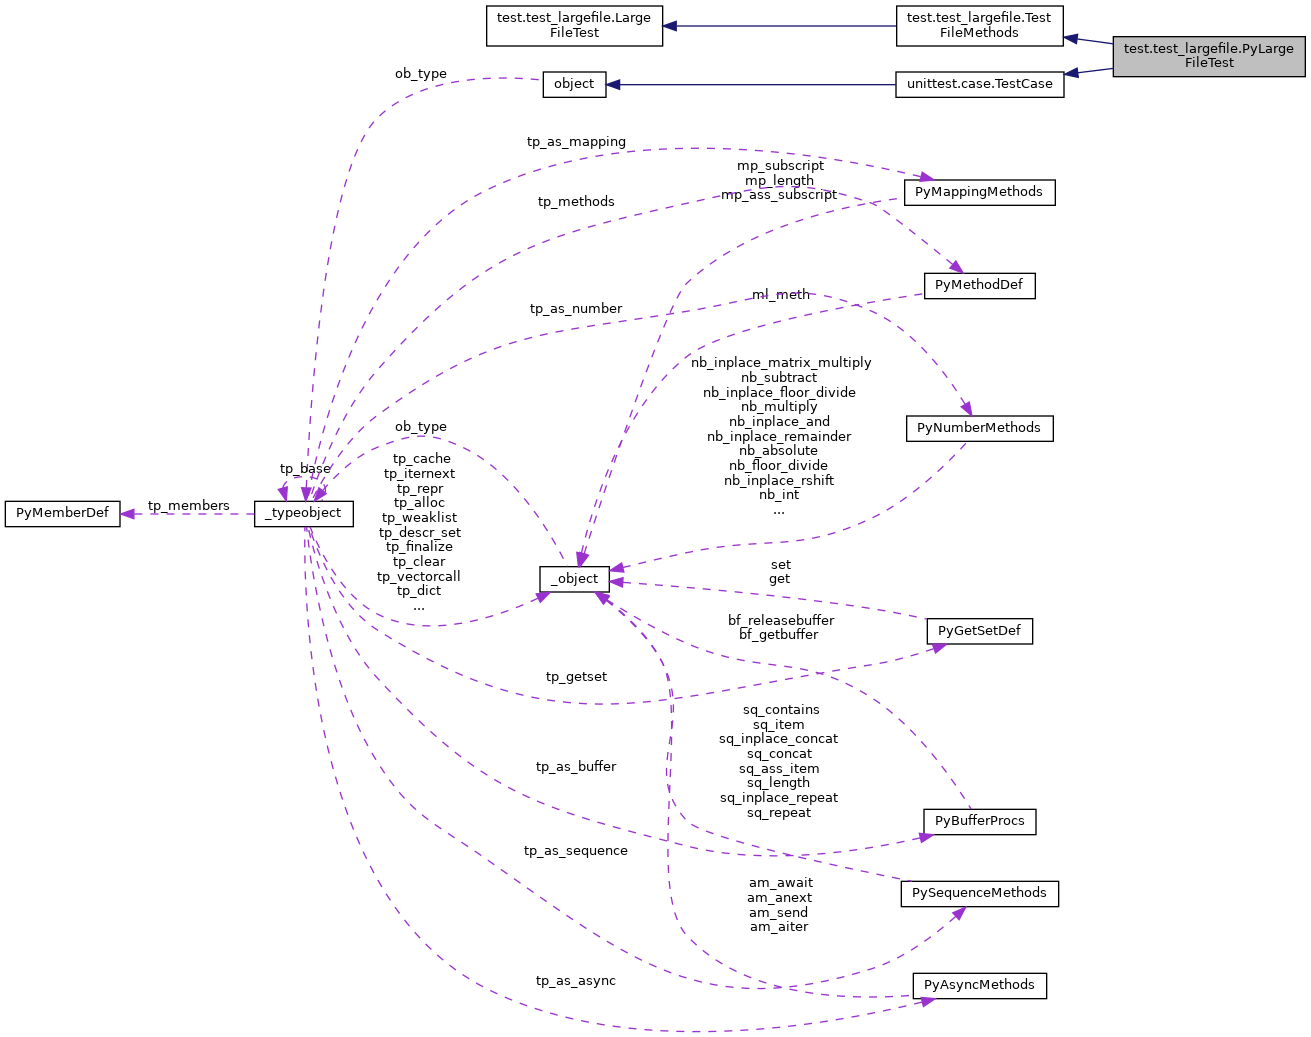 test.test_largefile.Large
FileTest
test.test_largefile.Test
FileMethods
test.test_largefile.PyLarge
FileTest
ob_type
object
unittest.case.TestCase
tp_as_mapping
mp_subscript
mp_length
mp_ass_subscript
PyMappingMethods
tp_methods
PyMethodDef
ml_meth
tp_as_number
nb_inplace_matrix_multiply
nb_subtract
nb_inplace_floor_divide
nb_multiply
nb_inplace_and
nb_inplace_remainder
nb_absolute
nb_floor_divide
nb_inplace_rshift
nb_int
...
PyNumberMethods
ob_type
tp_base
tp_cache
tp_iternext
tp_repr
tp_alloc
tp_weaklist
tp_descr_set
tp_finalize
tp_clear
tp_vectorcall
tp_dict
...
PyMemberDef
tp_members
_typeobject
_object
set
get
PyGetSetDef
bf_releasebuffer
bf_getbuffer
tp_getset
sq_contains
sq_item
sq_inplace_concat
sq_concat
sq_ass_item
sq_length
sq_inplace_repeat
sq_repeat
tp_as_buffer
PyBufferProcs
tp_as_sequence
PySequenceMethods
am_await
am_anext
am_send
am_aiter
tp_as_async
PyAsyncMethods